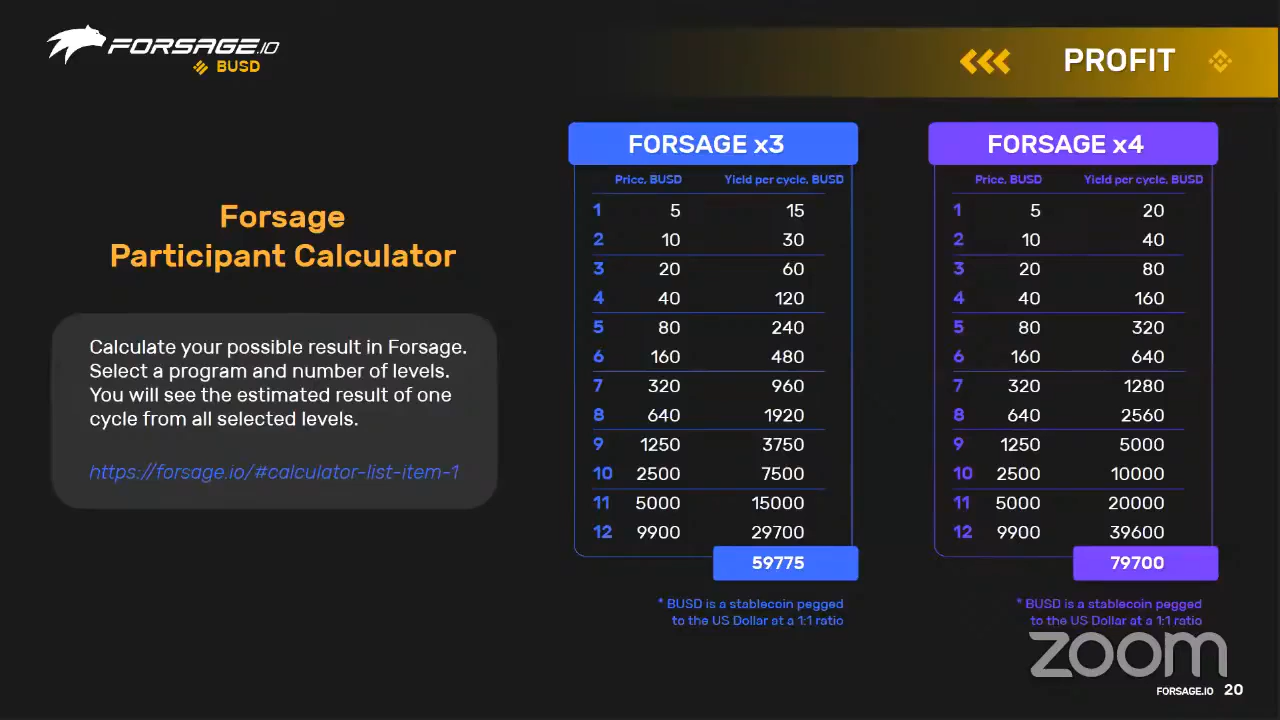 FORSAGE.IO
BUSD
PROFIT
Forsage
Participant Calculator
Calculate your possible result in Forsage.
Select a program and number of levels.
You will see the estimated result of one
cycle from all selected levels.
https://forsage.io/#calculator-list-item-1
FORSAGE x3
Price, BUSD Yield per cycle, BUSD
1 5 15
2 10 30
3 20 60
4 40 120
5 80 240
6 160 480
7 320 960
8 640 1920
9 1250 3750
10 2500 7500
11 5000 15000
12 9900 29700
59775
* BUSD is a stablecoin pegged
to the US Dollar at a 1:1 ratio
FORSAGE x4
Price, BUSD Yield per cycle, BUSD
1 5 20
2 10 40
3 20 80
4 40 160
5 80 320
6 160 640
7 320 1280
8 640 2560
9 1250 5000
10 2500 10000
11 5000 20000
12 9900 39600
79700
* BUSD is a stablecoin pegged
to the US Dollar at a 1:1 ratio
zoom
FORSAGE.IO 20